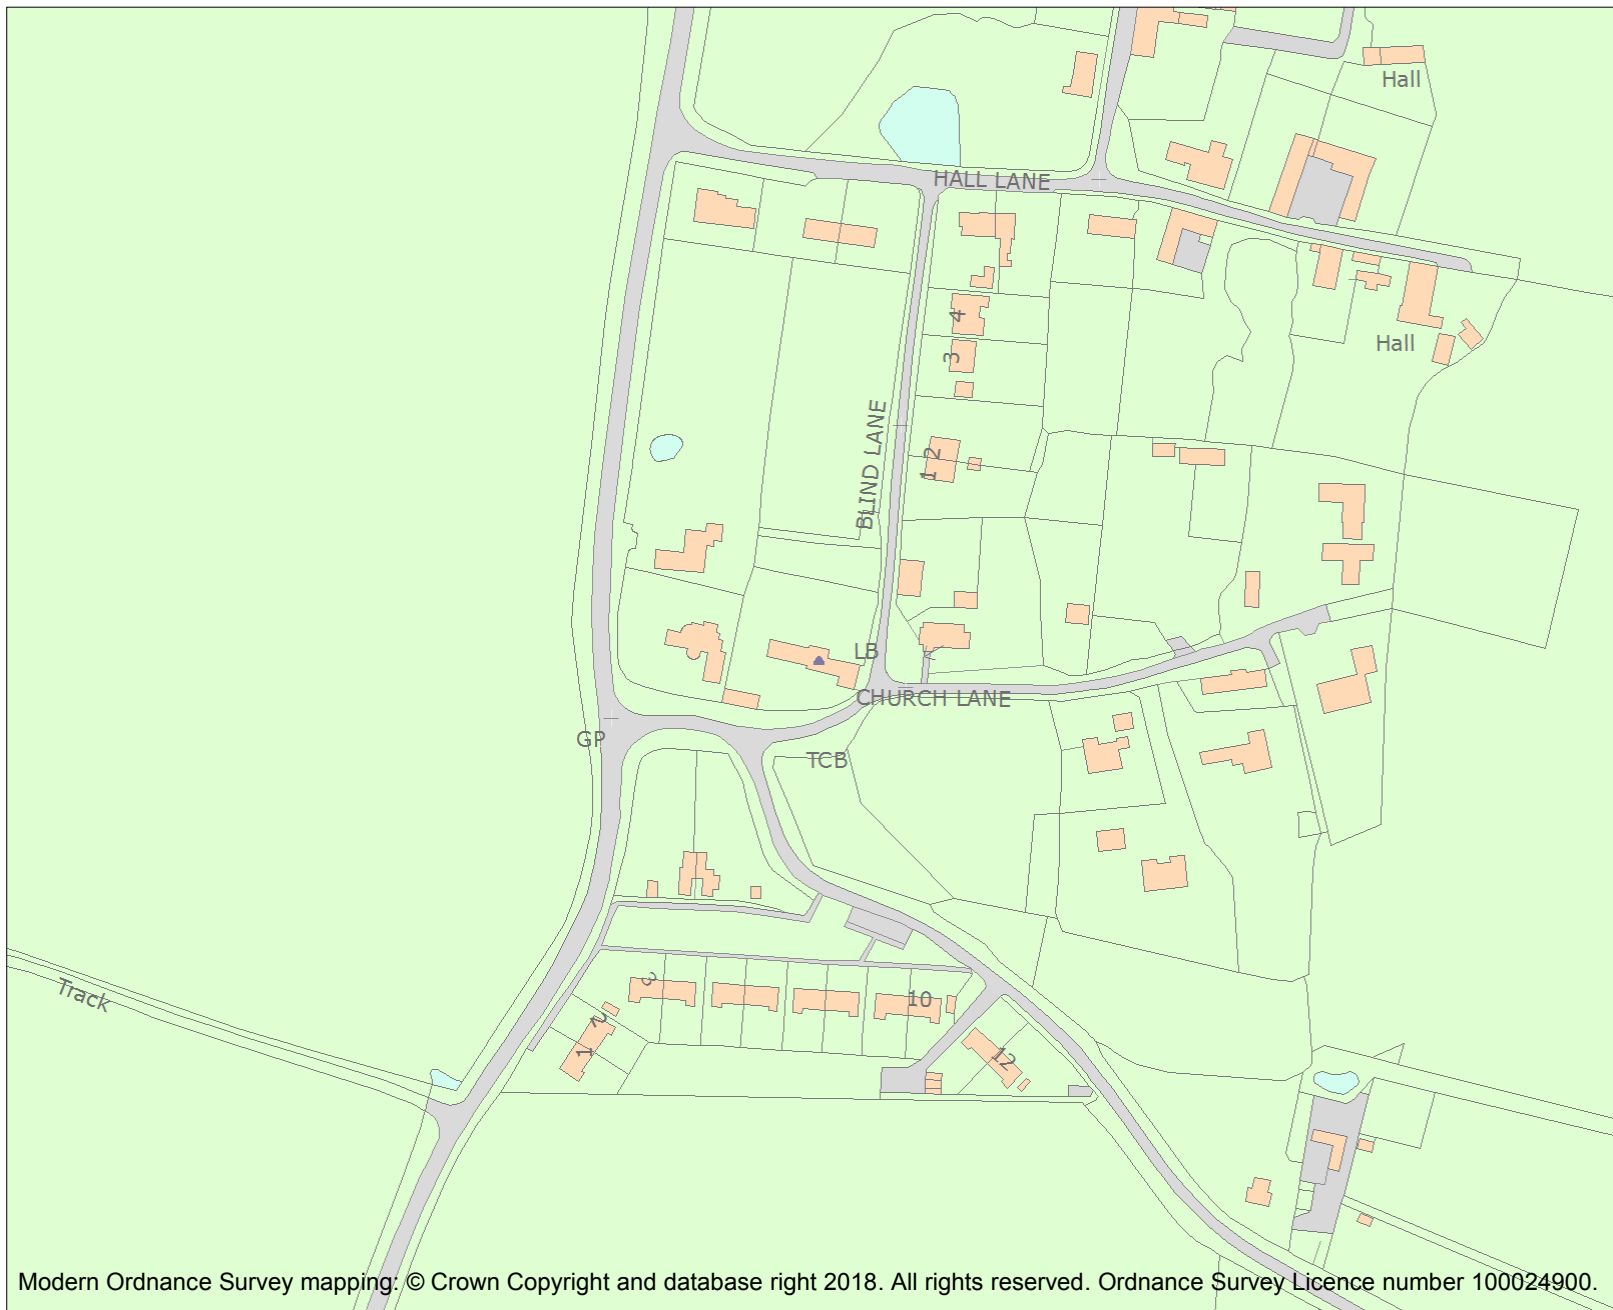 Hall
HALL LANE
4
Hall
3
BLIND LANE
2
1
LB
CHURCH LANE
GP
TCB
3
10
Track
2
1
12
Modern Ordnance Survey mapping: © Crown Copyright and database right 2018. All rights reserved. Ordnance Survey Licence number 100024900.